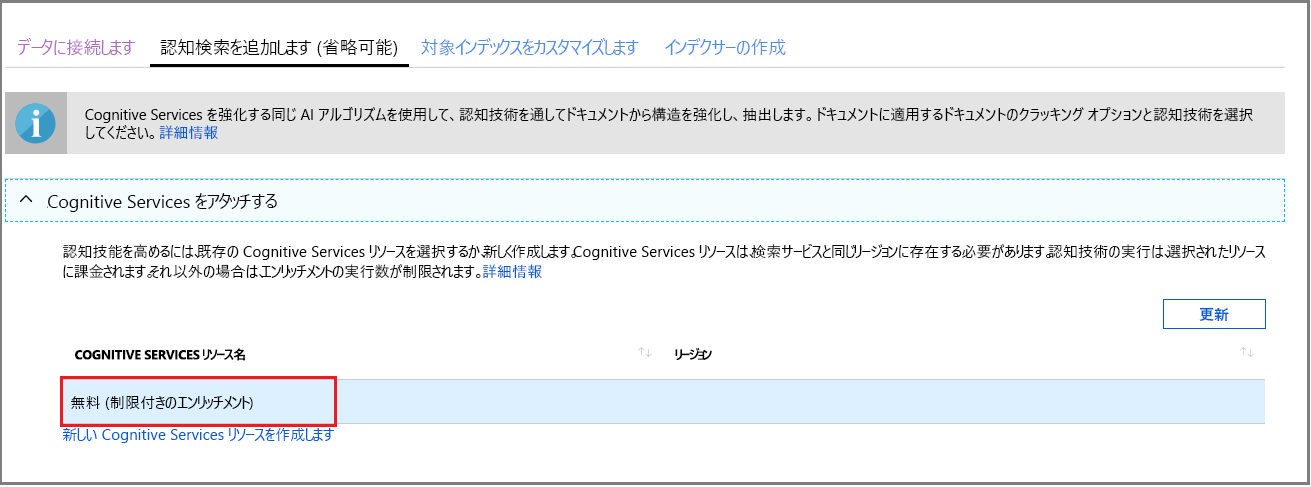 データに接続します 認知検索を追加します (省略可能) 対象インデックスをカスタマイズします インデクサーの作成
Cognitive Services を強化する同じ AI アルゴリズムを使用して、認知技術を通してドキュメントから構造を強化し、抽出します。ドキュメントに適用するドキュメントのクラッキング オプションと認知技術を選択
してください。詳細情報
Cognitive Services をアタッチする
認知技能を高めるには、既存の Cognitive Services リソースを選択するか、新しく作成します。Cognitive Services リソースは、検索サービスと同じリージョンに存在する必要があります。認知技術の実行は、選択されたリソース
に課金されます。それ以外の場合は、エンリッチメントの実行数が制限されます。詳細情報
更新
COGNITIVE SERVICES リソース名 リージョン
無料 (制限付きのエンリッチメント)
新しい Cognitive Services リソースを作成します